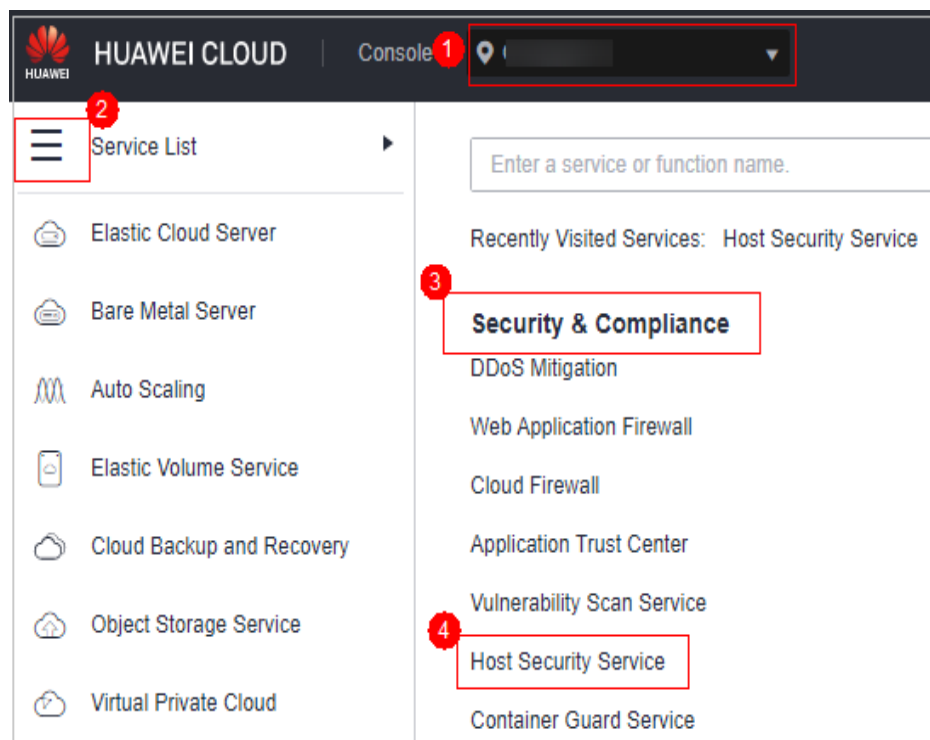 HUAWEI
HUAWEI CLOUD
Console
1
2
Service List
Enter a service or function name.
Elastic Cloud Server
Bare Metal Server
Auto Scaling
Elastic Volume Service
Cloud Backup and Recovery
Object Storage Service
Virtual Private Cloud
Recently Visited Services: Host Security Service
3
Security & Compliance
DDoS Mitigation
Web Application Firewall
Cloud Firewall
Application Trust Center
Vulnerability Scan Service
4
Host Security Service
Container Guard Service